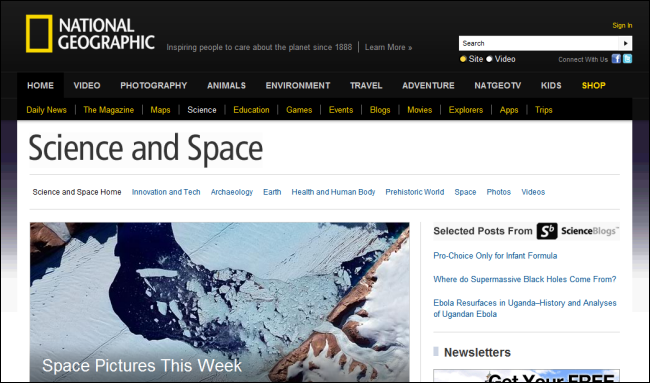 NATIONAL
GEOGRAPHIC
Inspiring people to care about the planet since 1888 | Learn More »
Sign In
Search
Site Video
Connect With Us
HOME VIDEO PHOTOGRAPHY ANIMALS ENVIRONMENT TRAVEL ADVENTURE NATGEOTV KIDS SHOP
Daily News | The Magazine | Maps | Science | Education | Games | Events | Blogs | Movies | Explorers | Apps | Trips
Science and Space
Science and Space Home Innovation and Tech Archaeology Earth Health and Human Body Prehistoric World Space Photos Videos
Space Pictures This Week
Selected Posts From Sb ScienceBlogs™
Pro-Choice Only for Infant Formula
Where do Supermassive Black Holes Come From?
Ebola Resurfaces in Uganda–History and Analyses
of Ugandan Ebola
Newsletters
Get Your FREE